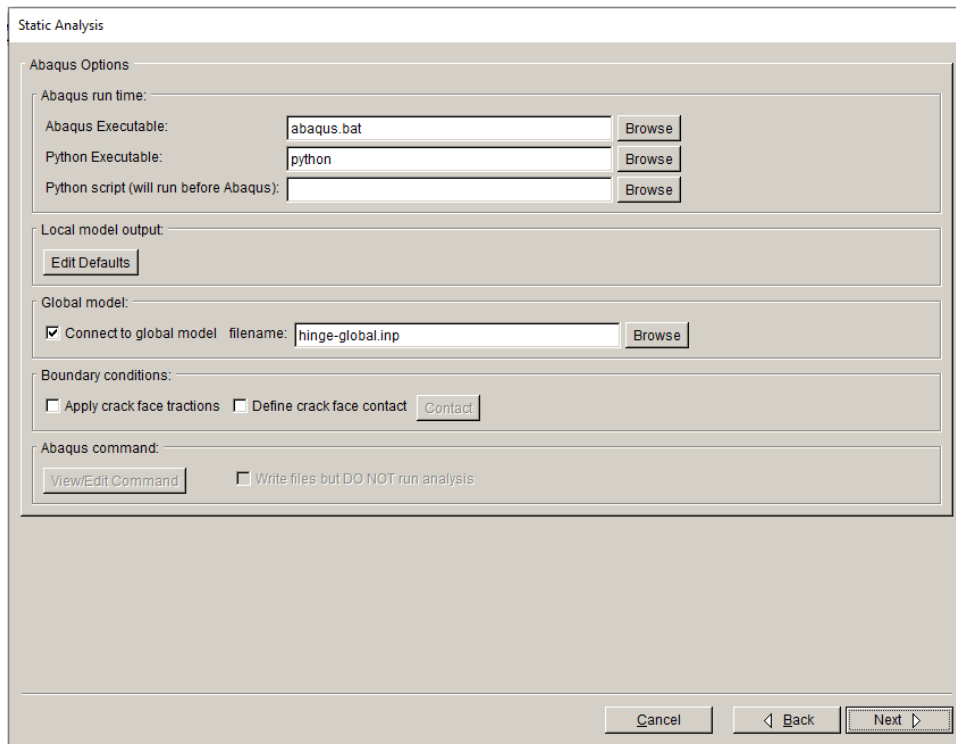 Static Analysis
Abaqus Options
Abaqus run time:
Abaqus Executable: abaqus.bat Browse
Python Executable: python Browse
Python script (will run before Abaqus): Browse
Local model output:
Edit Defaults
Global model:
Connect to global model filename: hinge-global.inp Browse
Boundary conditions:
Apply crack face tractions Define crack face contact Contact
Abaqus command:
View/Edit Command Write files but DO NOT run analysis
Cancel Back Next